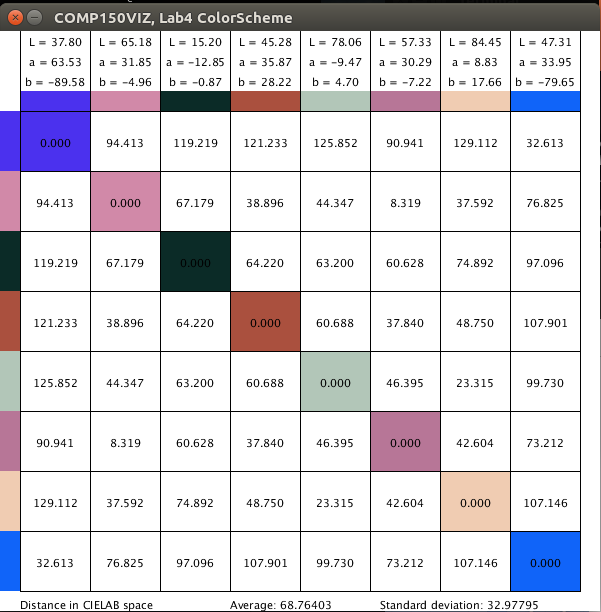 COMP150VIZ, Lab4 ColorScheme
L = 37.80 L = 65.18 L = 15.20 L = 45.28 L = 78.06 L = 57.33 L = 84.45 L = 47.31
a = 63.53 a = 31.85 a = -12.85 a = 35.87 a = -9.47 a = 30.29 a = 8.83 a = 33.95
b = -89.58 b = -4.96 b = -0.87 b = 28.22 b = 4.70 b = -7.22 b = 17.66 b = -79.65
0.000 94.413 119.219 121.233 125.852 90.941 129.112 32.613
94.413 0.000 67.179 38.896 44.347 8.319 37.592 76.825
119.219 67.179 0.000 64.220 63.200 60.628 74.892 97.096
121.233 38.896 64.220 0.000 60.688 37.840 48.750 107.901
125.852 44.347 63.200 60.688 0.000 46.395 23.315 99.730
90.941 8.319 60.628 37.840 46.395 0.000 42.604 73.212
129.112 37.592 74.892 48.750 23.315 42.604 0.000 107.146
32.613 76.825 97.096 107.901 99.730 73.212 107.146 0.000
Distance in CIELAB space Average: 68.76403 Standard deviation: 32.97795